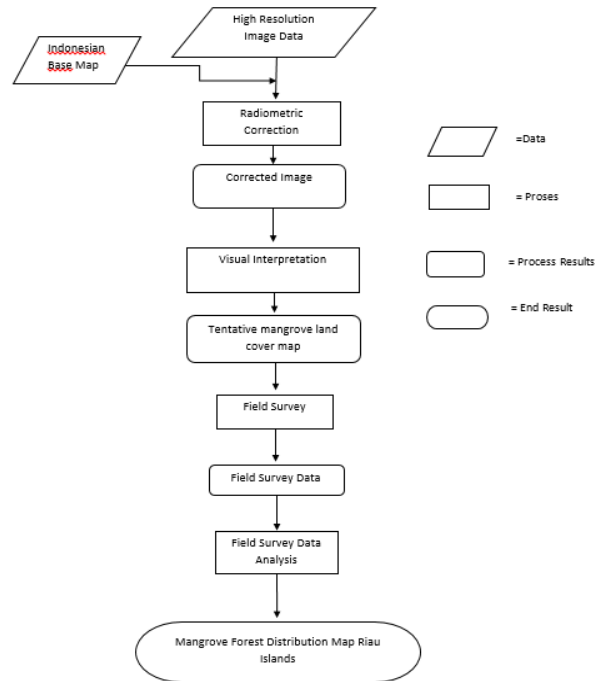 High Resolution
Image Data
Indonesian
Base Map
Radiometric
Correction
Corrected Image
Visual Interpretation
Tentative mangrove land
cover map
Field Survey
Field Survey Data
Field Survey Data
Analysis
Mangrove Forest Distribution Map Riau
Islands
=Data
= Proses
= Process Results
= End Result